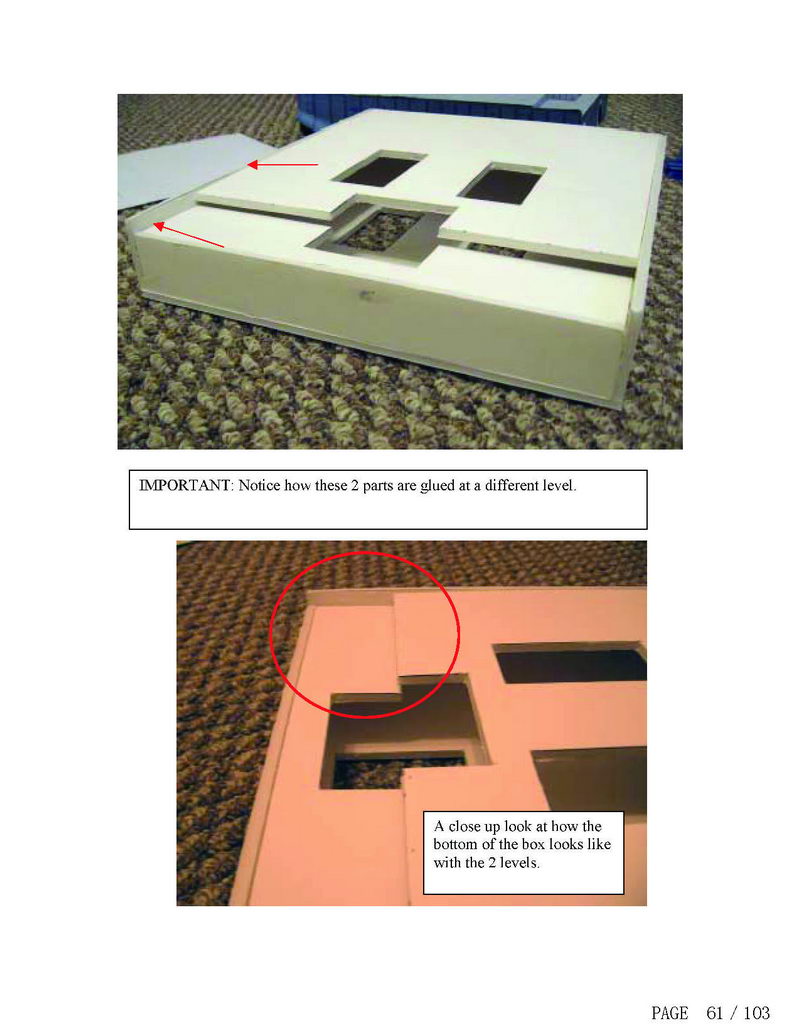 IMPORTANT: Notice how these 2 parts are glued at a different level.
A close up look at how the
bottom of the box looks like
with the 2 levels.
PAGE 61 / 103